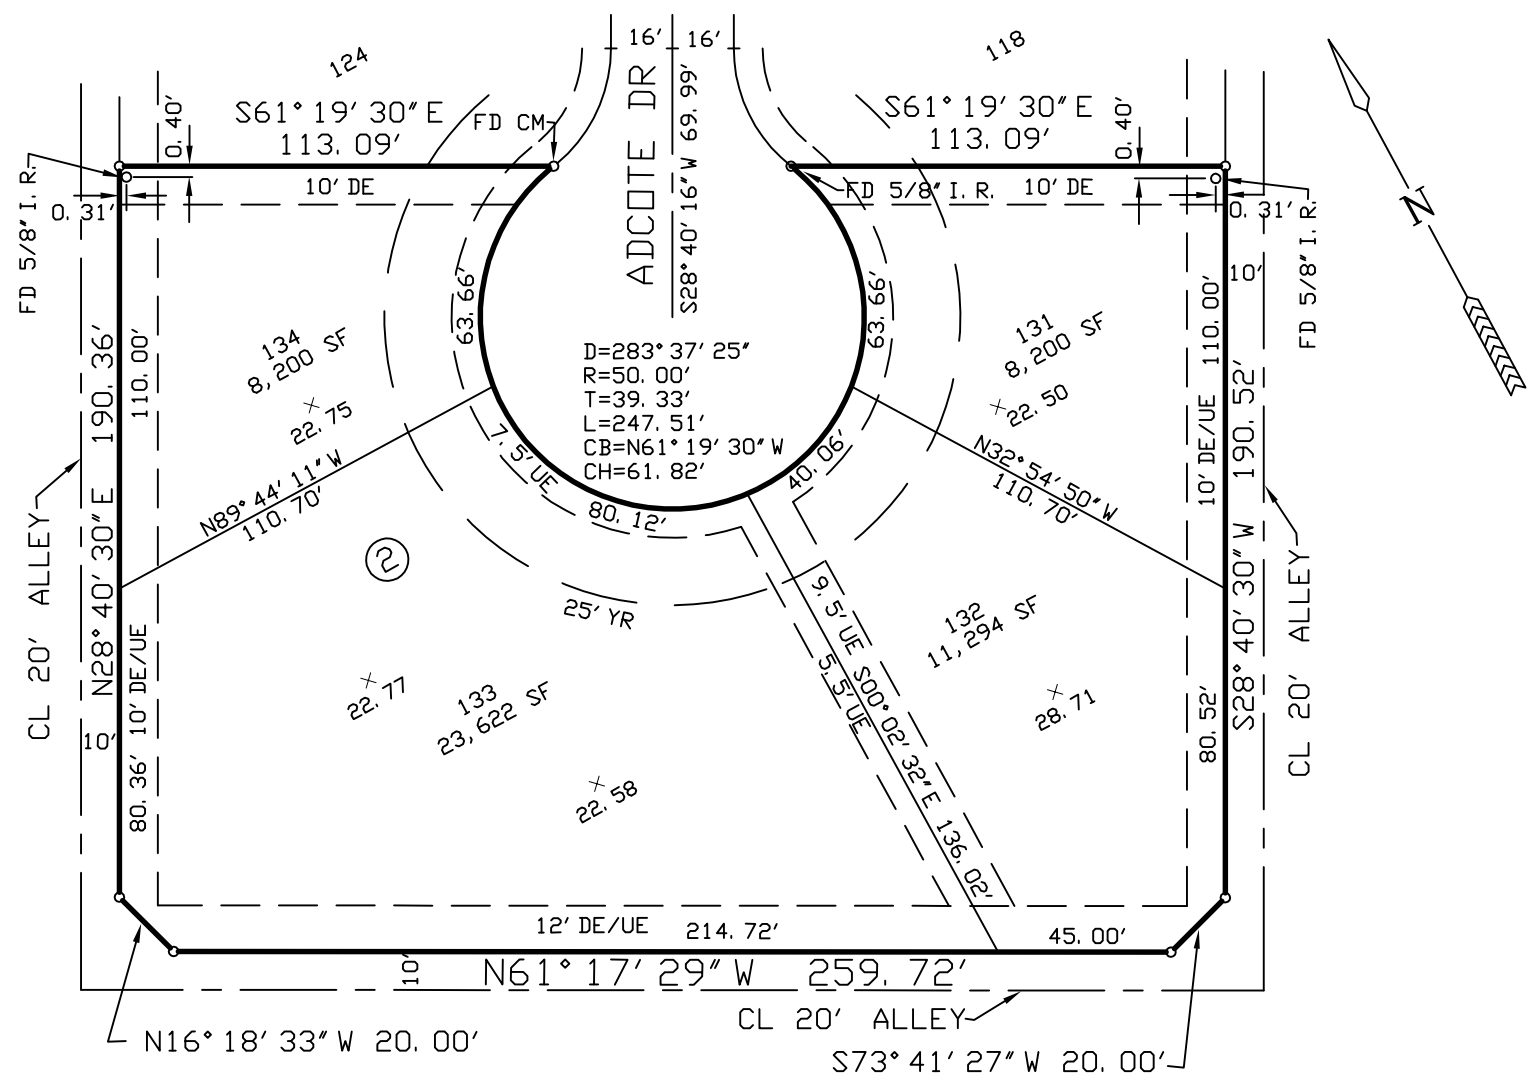 124
118
16' 16'
S61° 19' 30" E
113. 09'
S61° 19' 30" E
113. 09'
0. 40'
0. 40'
FD CM
ADCOTE DR
S28° 40' 16" W 69. 99'
FD 5/8" I. R.
FD 5/8" I. R.
FD 5/8" I. R.
10' DE
10' DE
0. 31'
0. 31'
10'
N
63. 66'
63. 66'
134
8,200 SF
22. 75
131
8,200 SF
22. 50
D=283° 37' 25"
R=50. 00'
T=39. 33'
L=247. 51'
CB=N61° 19' 30" W
CH=61. 82'
N28° 40' 30" E 190. 36'
110. 00'
110. 00'
S28° 40' 30" W 190. 52'
10' DE/UE
7. 5' UE
80. 12'
40. 06'
N89° 44' 11" W
110. 70'
N32° 54' 50" W
110. 70'
2
25' YR
CL 20' ALLEY
CL 20' ALLEY
10'
80. 36' 10' DE/UE
80. 52'
9. 5' UE S00° 02' 32" E 136. 02'
5. 5' UE
132
11,294 SF
28. 71
22. 77
133
23,622 SF
22. 58
12' DE/UE 214. 72' 45. 00'
10'
N61° 17' 29" W 259. 72'
CL 20' ALLEY
N16° 18' 33" W 20. 00'
S73° 41' 27" W 20. 00'